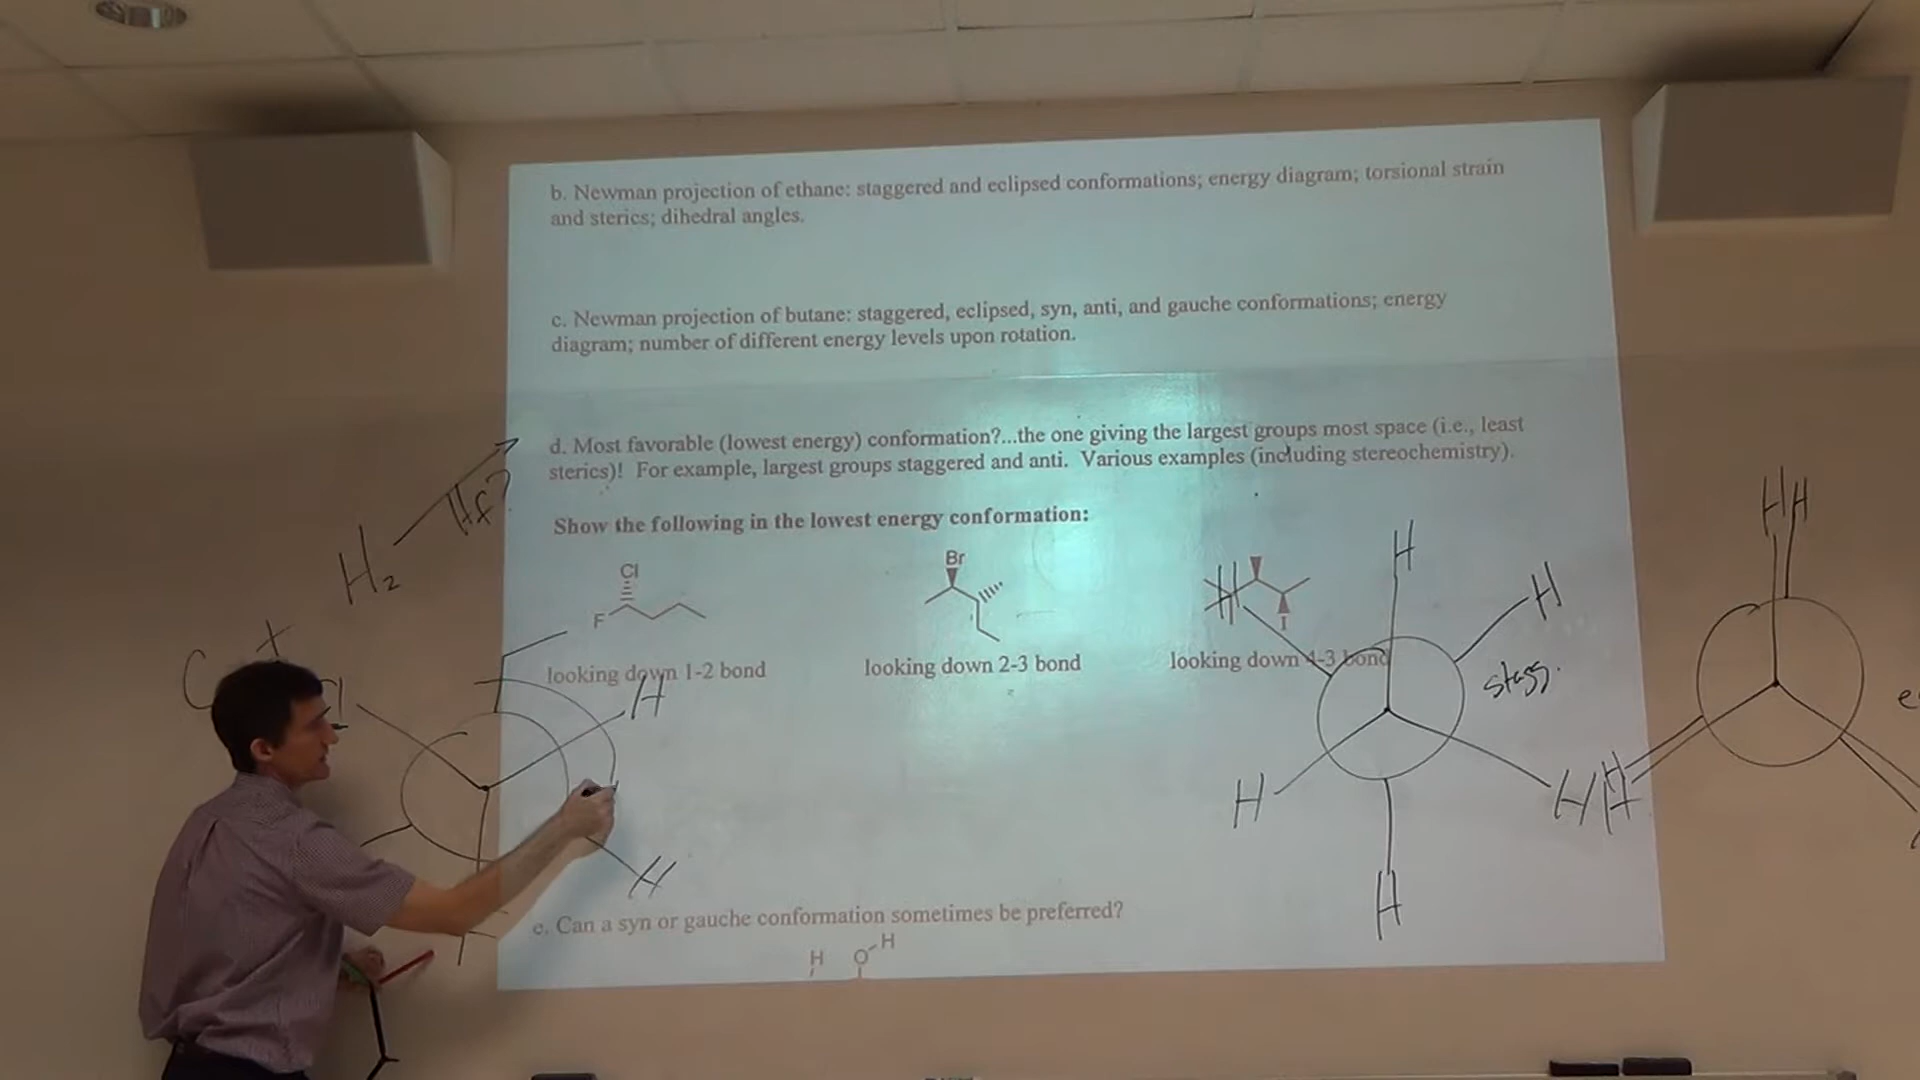 b. Newman projection of ethane: staggered and eclipsed conformations; energy diagram; torsional strain
and sterics; dihedral angles.
c. Newman projection of butane: staggered, eclipsed, syn, anti, and gauche conformations; energy
diagram; number of different energy levels upon rotation.
d. Most favorable (lowest energy) conformation?...the one giving the largest groups most space (i.e., least
sterics)! For example, largest groups staggered and anti. Various examples (including stereochemistry).
Show the following in the lowest energy conformation:
H H
H₂
Cl
F
Br
I
H
H
H
looking down 1-2 bond
looking down 2-3 bond
looking down 4-3 bond
stagg.
H
H
H
H H
H
e. Can a syn or gauche conformation sometimes be preferred?
H O H